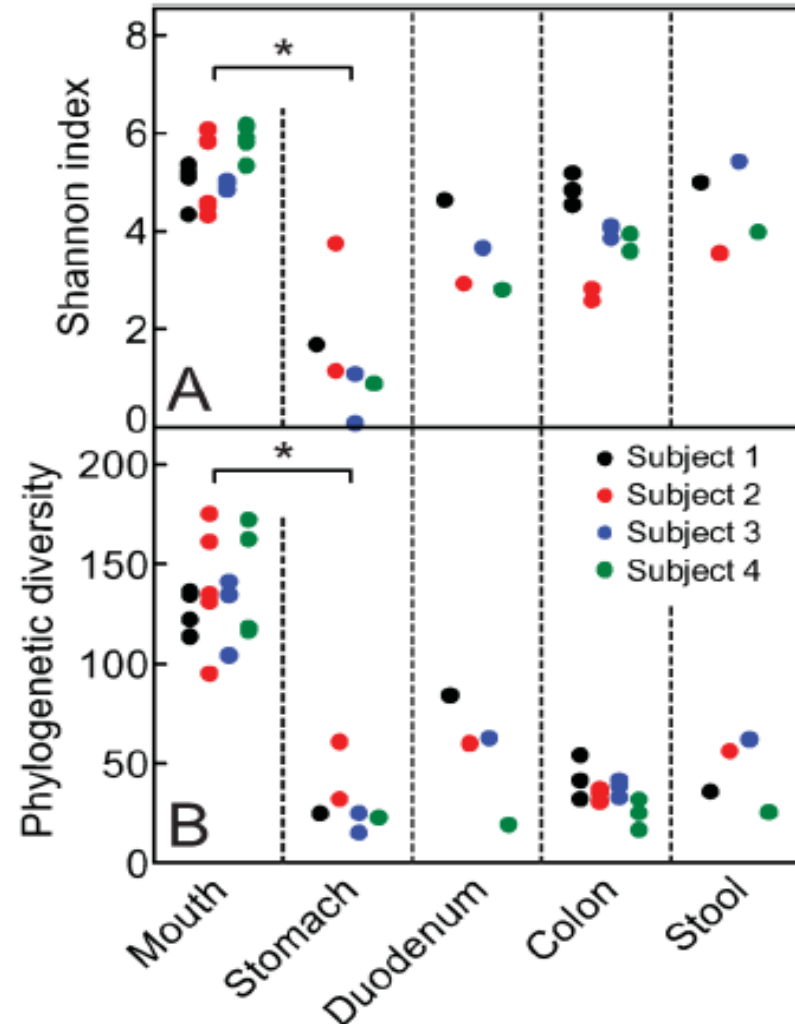 8
*
6
Shannon index
4
2
A
0
200
*
Subject 1
Subject 2
150
Subject 3
Subject 4
Phylogenetic diversity
100
50
B
0
Mouth
Stomach
Duodenum
Colon
Stool